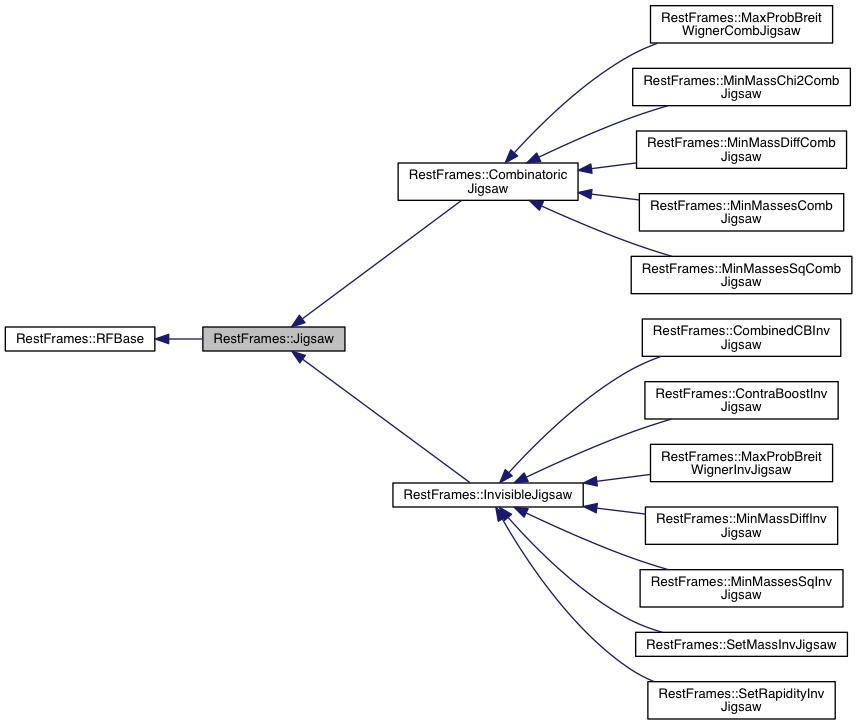 RestFrames::MaxProbBreit
WignerCombJigsaw
RestFrames::MinMassChi2Comb
Jigsaw
RestFrames::MinMassDiffComb
Jigsaw
RestFrames::Combinatoric
Jigsaw
RestFrames::MinMassesComb
Jigsaw
RestFrames::MinMassesSqComb
Jigsaw
RestFrames::RFBase
RestFrames::Jigsaw
RestFrames::CombinedCBInv
Jigsaw
RestFrames::ContraBoostInv
Jigsaw
RestFrames::MaxProbBreit
WignerInvJigsaw
RestFrames::InvisibleJigsaw
RestFrames::MinMassDiffInv
Jigsaw
RestFrames::MinMassesSqInv
Jigsaw
RestFrames::SetMassInvJigsaw
RestFrames::SetRapidityInv
Jigsaw